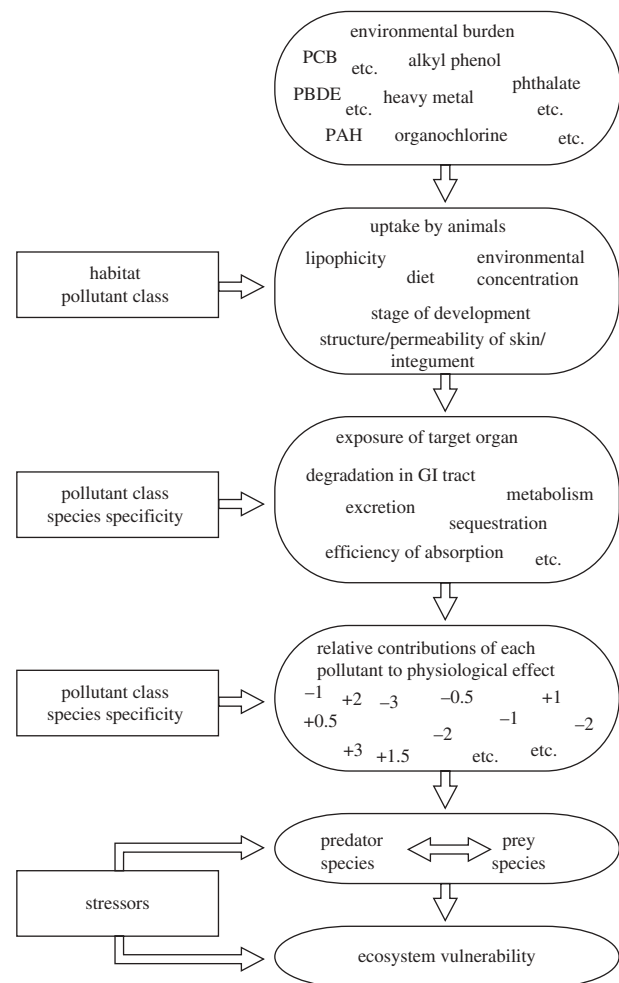 environmental burden
PCB etc. alkyl phenol
PBDE etc. heavy metal phthalate etc.
PAH organochlorine etc.
habitat
pollutant class
uptake by animals
lipophicity diet environmental
concentration
stage of development
structure/permeability of skin/
integument
pollutant class
species specificity
exposure of target organ
degradation in GI tract
excretion metabolism
sequestration
efficiency of absorption etc.
pollutant class
species specificity
relative contributions of each
pollutant to physiological effect
–1 +2 –3 –0.5 +1
+0.5 –2 –1 –2
+3 +1.5 etc. etc.
stressors
predator
species
prey
species
ecosystem vulnerability